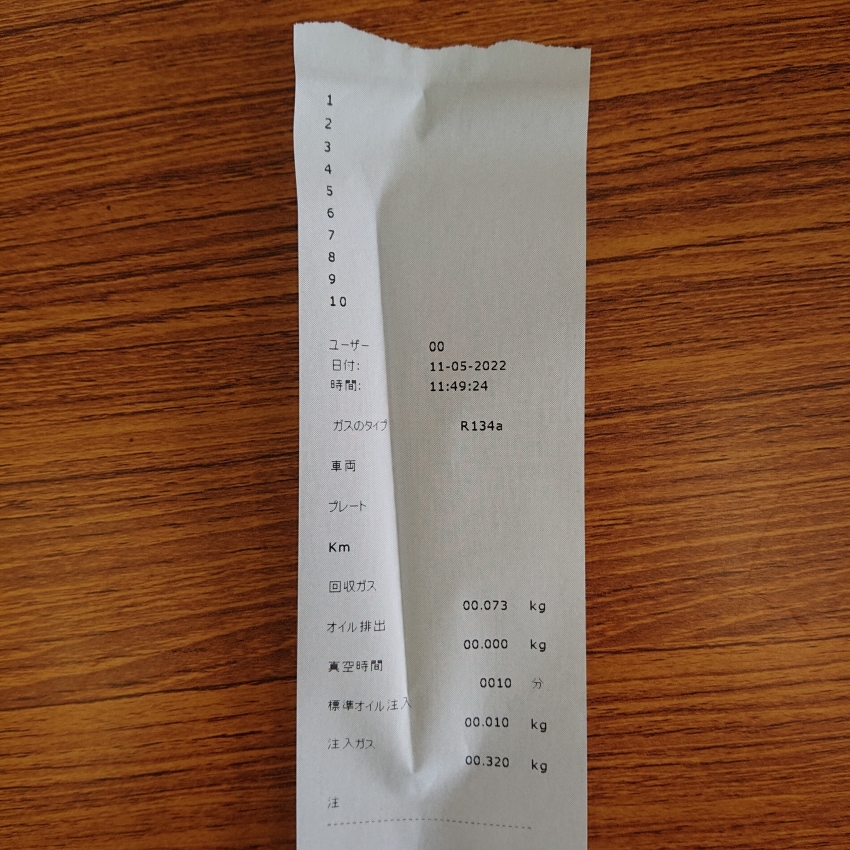 1
2
3
4
5
6
7
8
9
10
ユーザー 00
日付: 11-05-2022
時間: 11:49:24
ガスのタイプ R134a
車両
プレート
Km
回収ガス
00.073 kg
オイル排出
00.000 kg
真空時間
0010 分
標準オイル注入
00.010 kg
注入ガス
00.320 kg
注